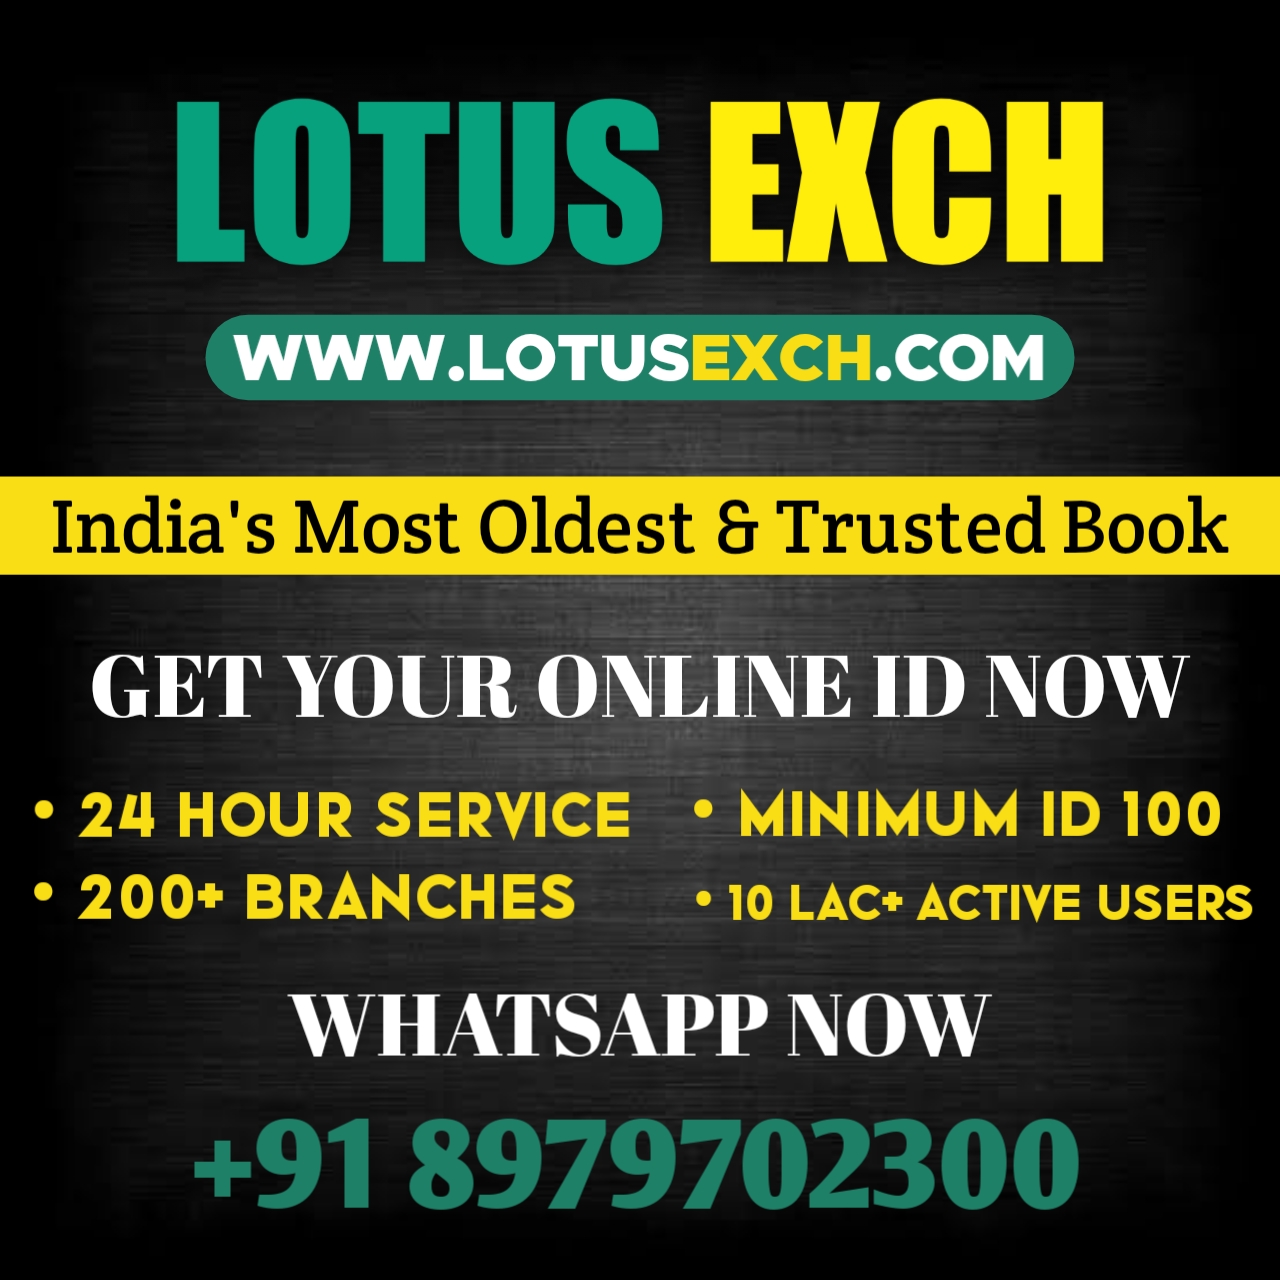 LOTUS EXCH
WWW.LOTUSEXCH.COM
India's Most Oldest & Trusted Book
GET YOUR ONLINE ID NOW
• 24 HOUR SERVICE
• MINIMUM ID 100
• 200+ BRANCHES
• 10 LAC+ ACTIVE USERS
WHATSAPP NOW
+91 8979702300